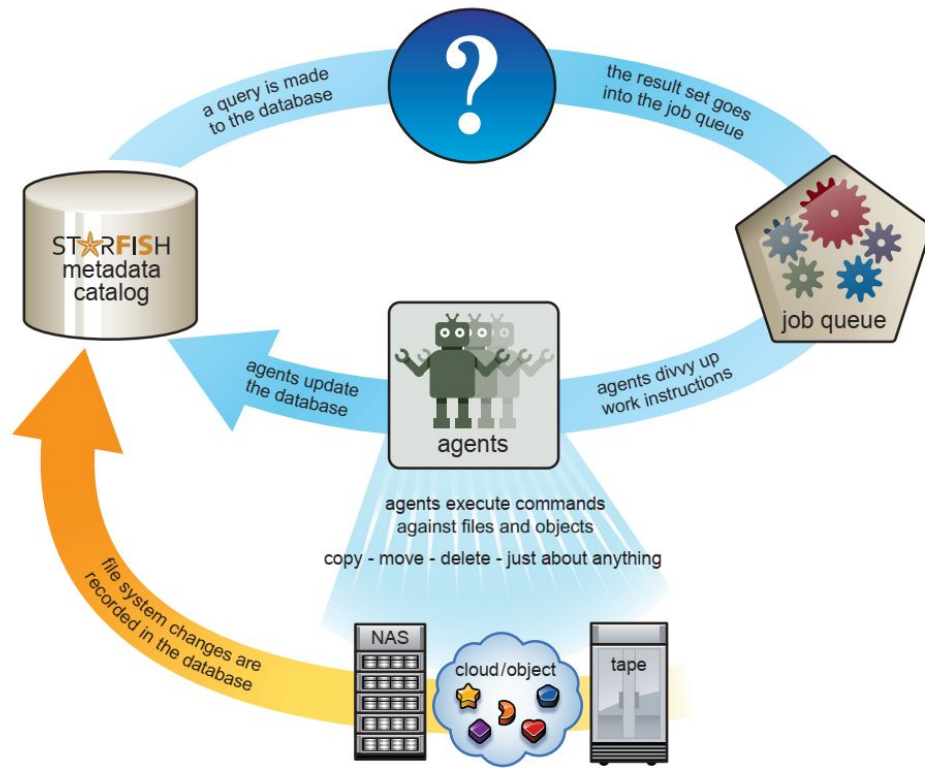 a query is made
to the database
?
the result set goes
into the job queue
STARFISH
metadata
catalog
job queue
agents update
the database
agents
agents divvy up
work instructions
agents execute commands
against files and objects
copy - move - delete - just about anything
file system changes are
recorded in the database
NAS
cloud/object
tape